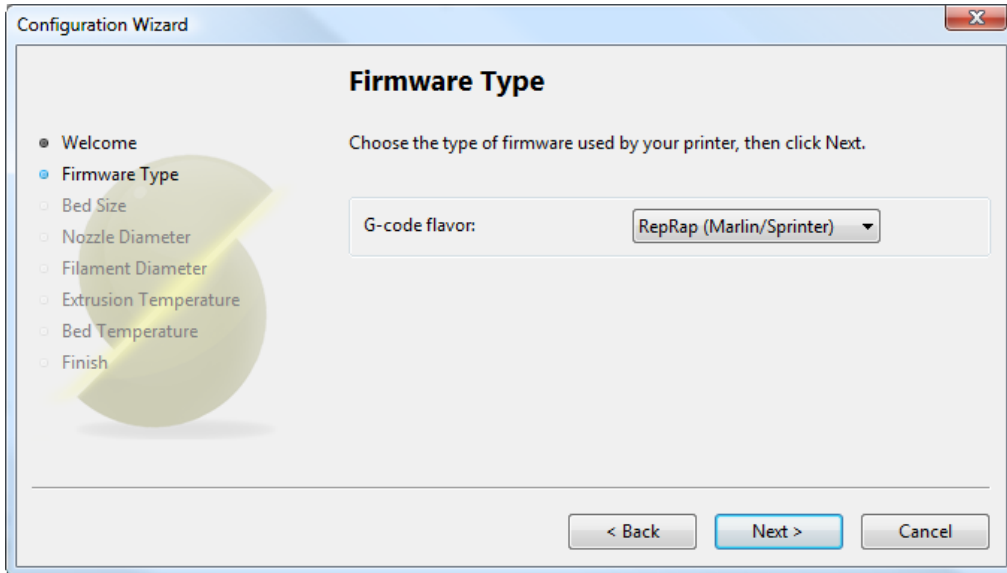 Configuration Wizard
Firmware Type
Welcome
Firmware Type
Bed Size
Nozzle Diameter
Filament Diameter
Extrusion Temperature
Bed Temperature
Finish
Choose the type of firmware used by your printer, then click Next.
G-code flavor:
RepRap (Marlin/Sprinter)
< Back
Next >
Cancel